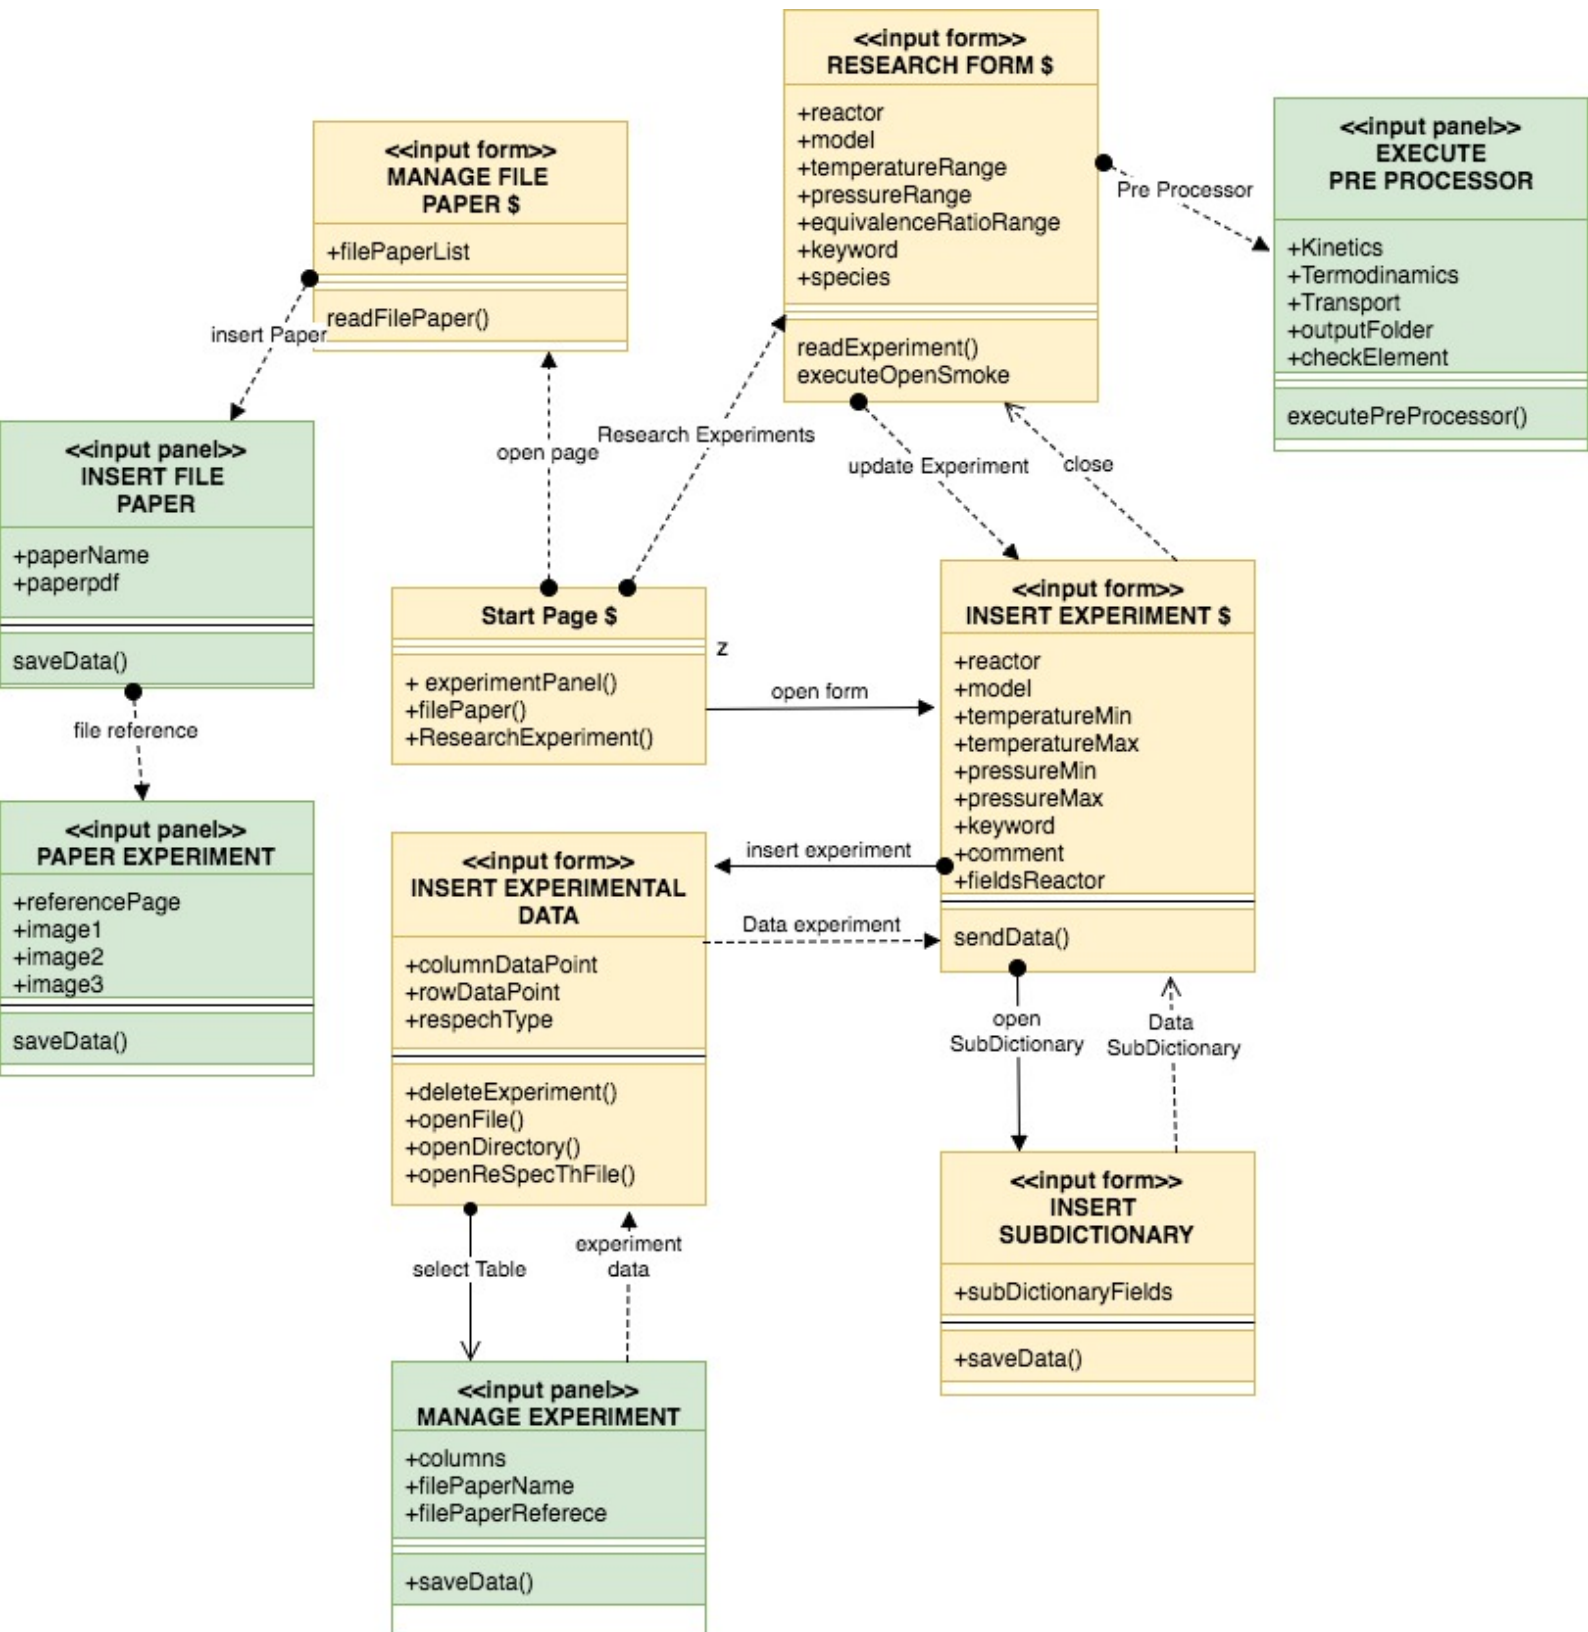 <<input form>>
RESEARCH FORM $
+reactor
+model
+temperatureRange
+pressureRange
+equivalenceRatioRange
+keyword
+species
readExperiment()
executeOpenSmoke
<<input panel>>
EXECUTE
PRE PROCESSOR
+Kinetics
+Termodinamics
+Transport
+outputFolder
+checkElement
executePreProcessor()
Pre Processor
<<input form>>
MANAGE FILE
PAPER $
+filePaperList
readFilePaper()
insert Paper
<<input panel>>
INSERT FILE
PAPER
+paperName
+paperpdf
saveData()
open page
Research Experiments
update Experiment
close
Start Page $
+ experimentPanel()
+filePaper()
+ResearchExperiment()
z
open form
<<input form>>
INSERT EXPERIMENT $
+reactor
+model
+temperatureMin
+temperatureMax
+pressureMin
+pressureMax
+keyword
+comment
+fieldsReactor
sendData()
file reference
<<input panel>>
PAPER EXPERIMENT
+referencePage
+image1
+image2
+image3
saveData()
insert experiment
Data experiment
<<input form>>
INSERT EXPERIMENTAL
DATA
+columnDataPoint
+rowDataPoint
+respechType
+deleteExperiment()
+openFile()
+openDirectory()
+openReSpecThFile()
open
SubDictionary
Data
SubDictionary
<<input form>>
INSERT
SUBDICTIONARY
+subDictionaryFields
+saveData()
select Table
experiment
data
<<input panel>>
MANAGE EXPERIMENT
+columns
+filePaperName
+filePaperReferece
+saveData()